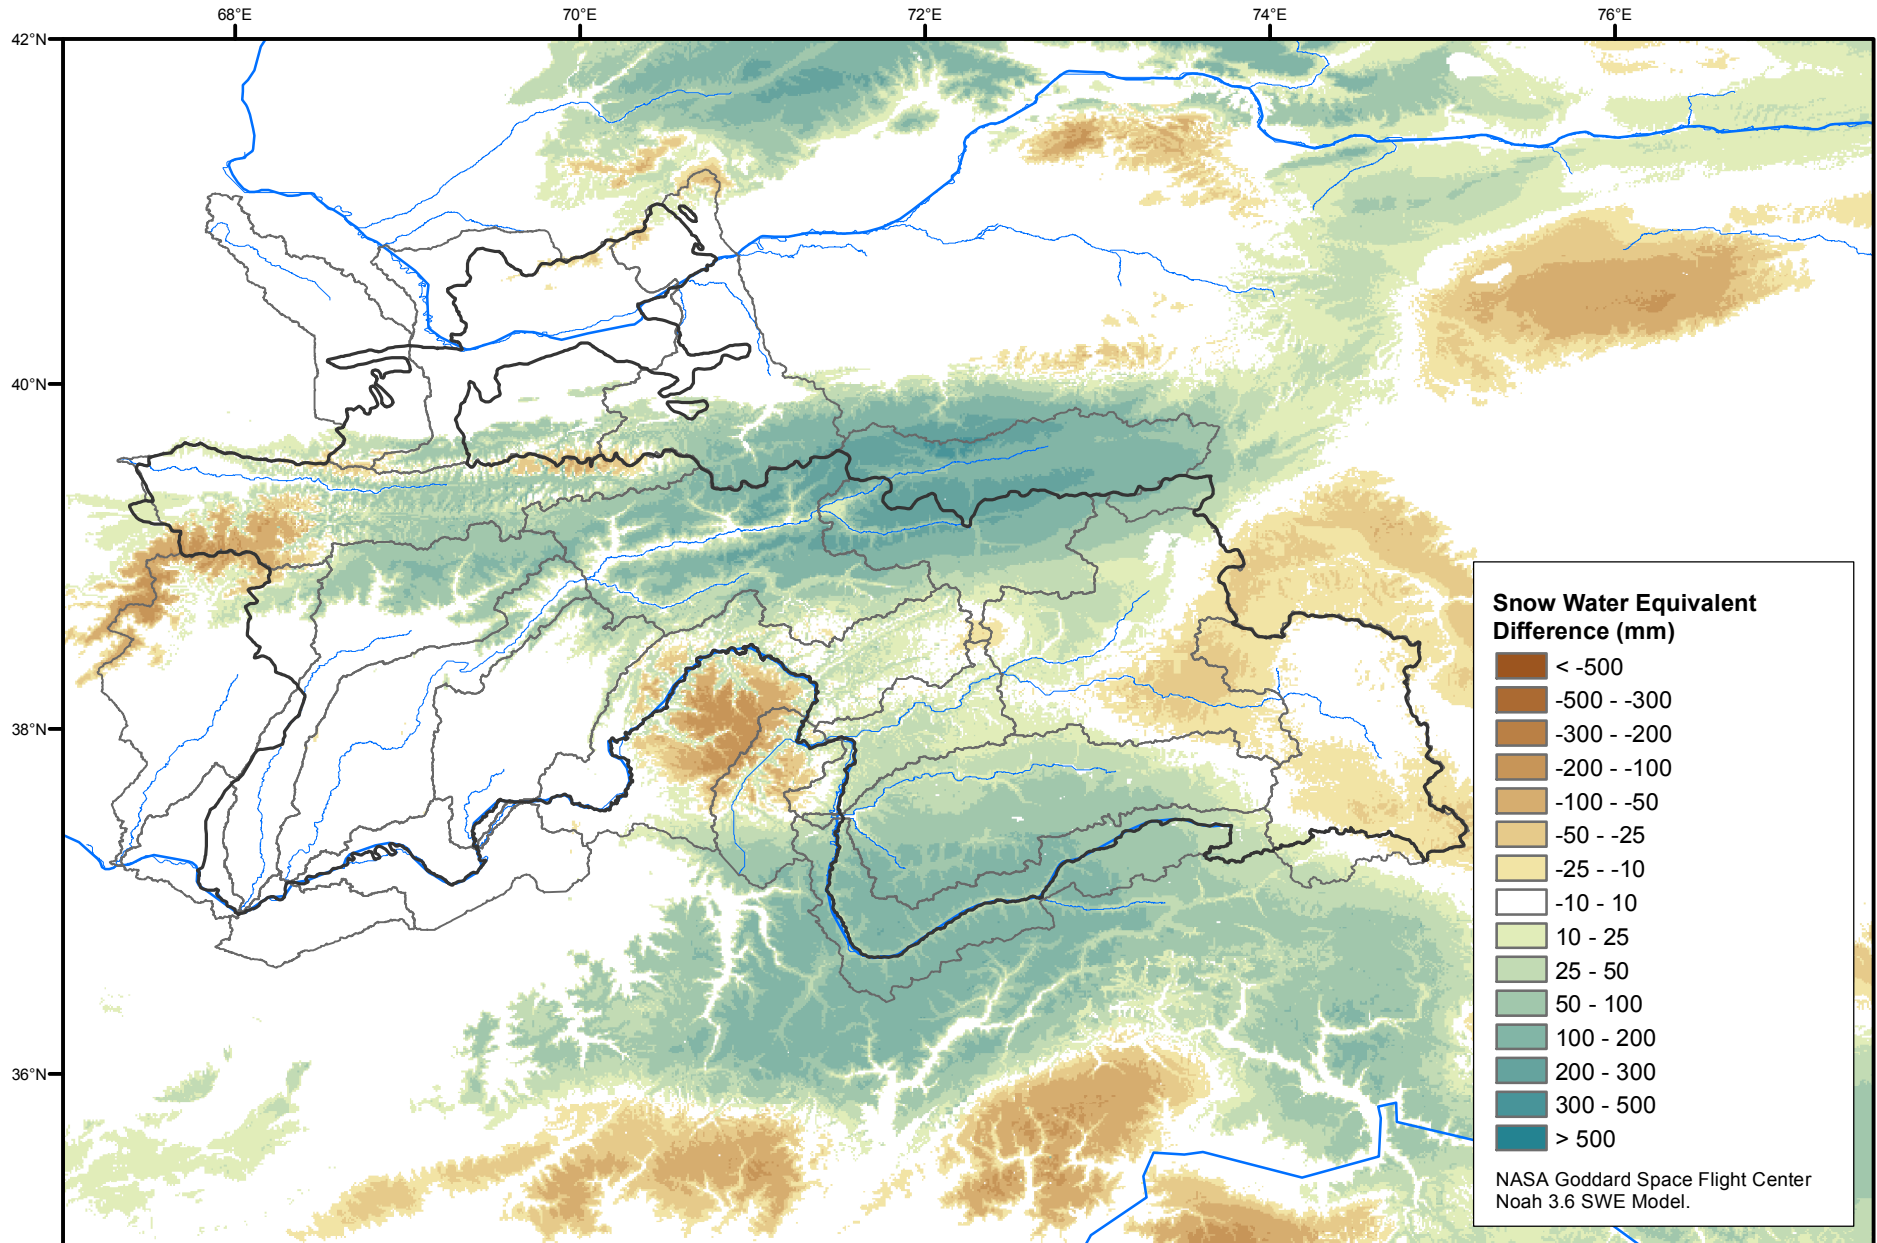 68°E 70°E 72°E 74°E 76°E
42°N
40°N
38°N
36°N
Snow Water Equivalent
Difference (mm)
< -500
-500 - -300
-300 - -200
-200 - -100
-100 - -50
-50 - -25
-25 - -10
-10 - 10
10 - 25
25 - 50
50 - 100
100 - 200
200 - 300
300 - 500
> 500
NASA Goddard Space Flight Center
Noah 3.6 SWE Model.